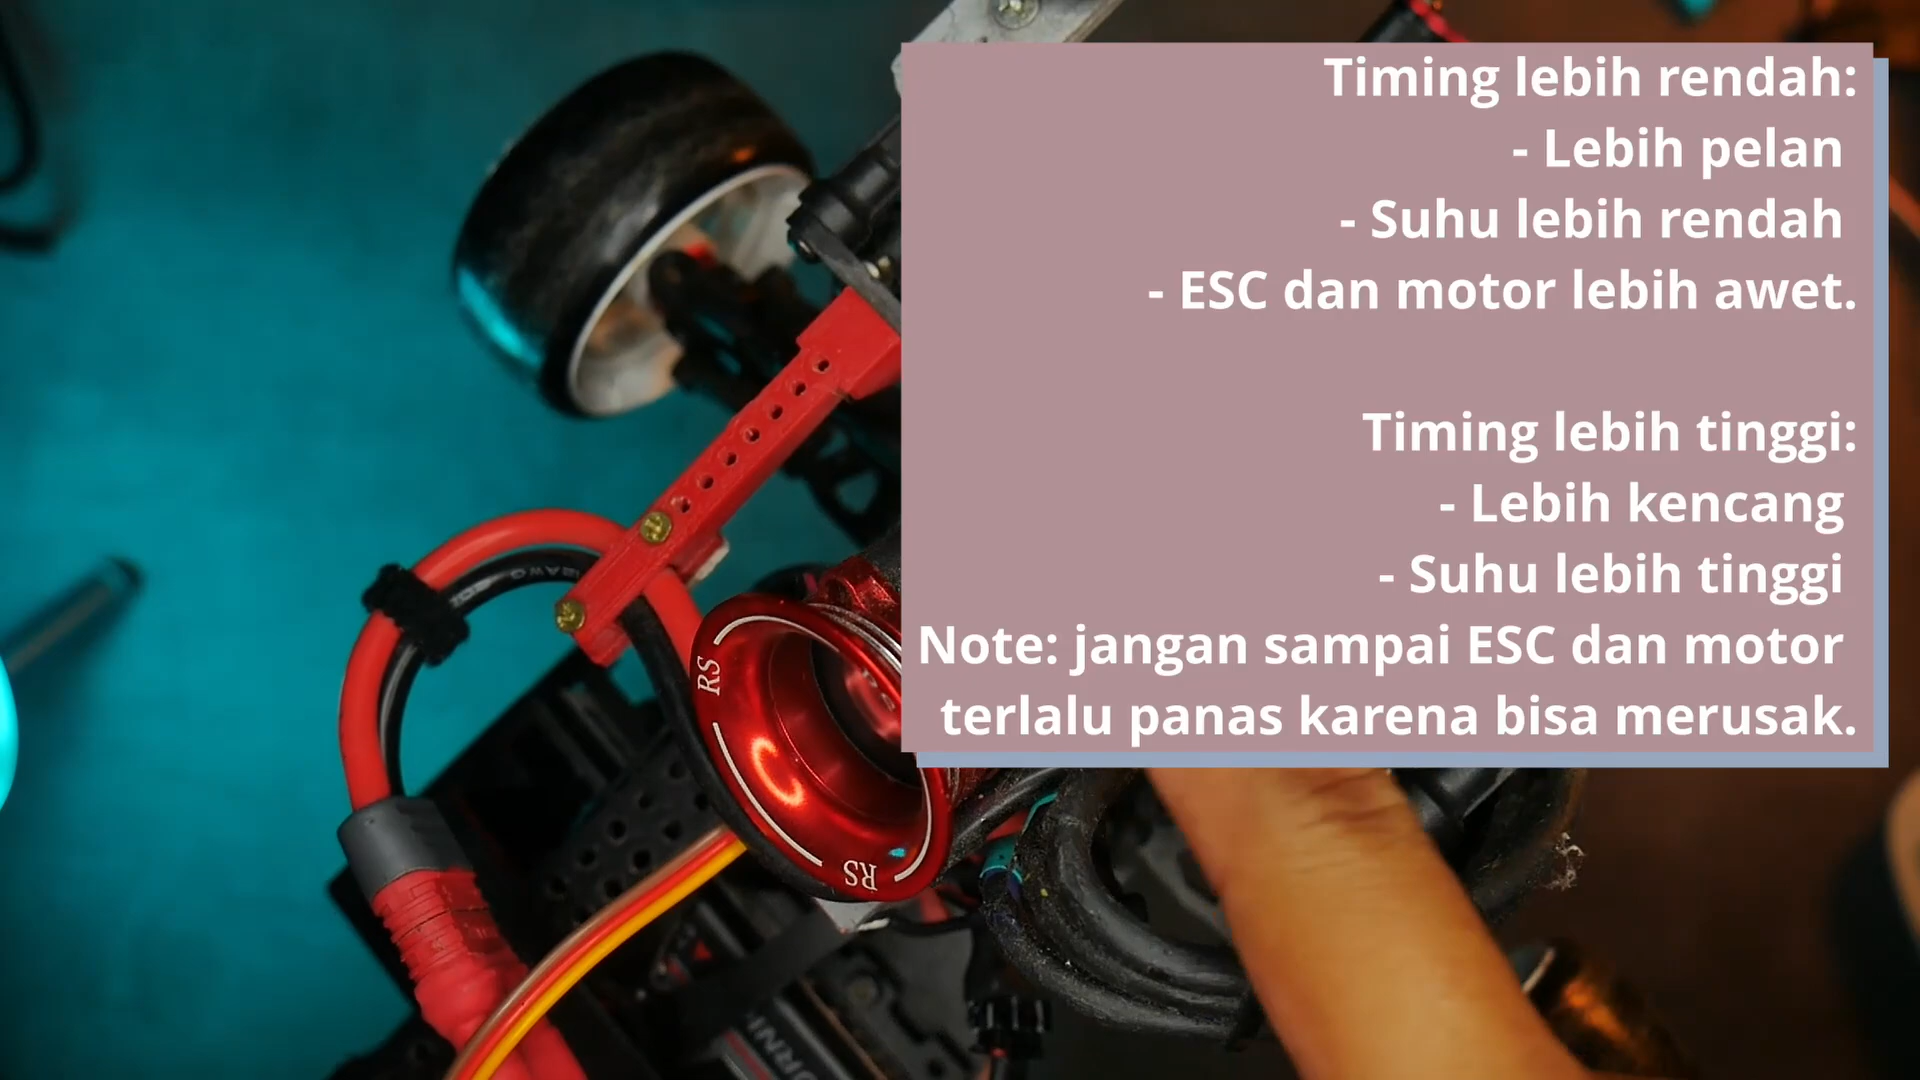 Timing lebih rendah:
- Lebih pelan
- Suhu lebih rendah
- ESC dan motor lebih awet.
Timing lebih tinggi:
- Lebih kencang
- Suhu lebih tinggi
Note: jangan sampai ESC dan motor
terlalu panas karena bisa merusak.
12AWG
RS
RS